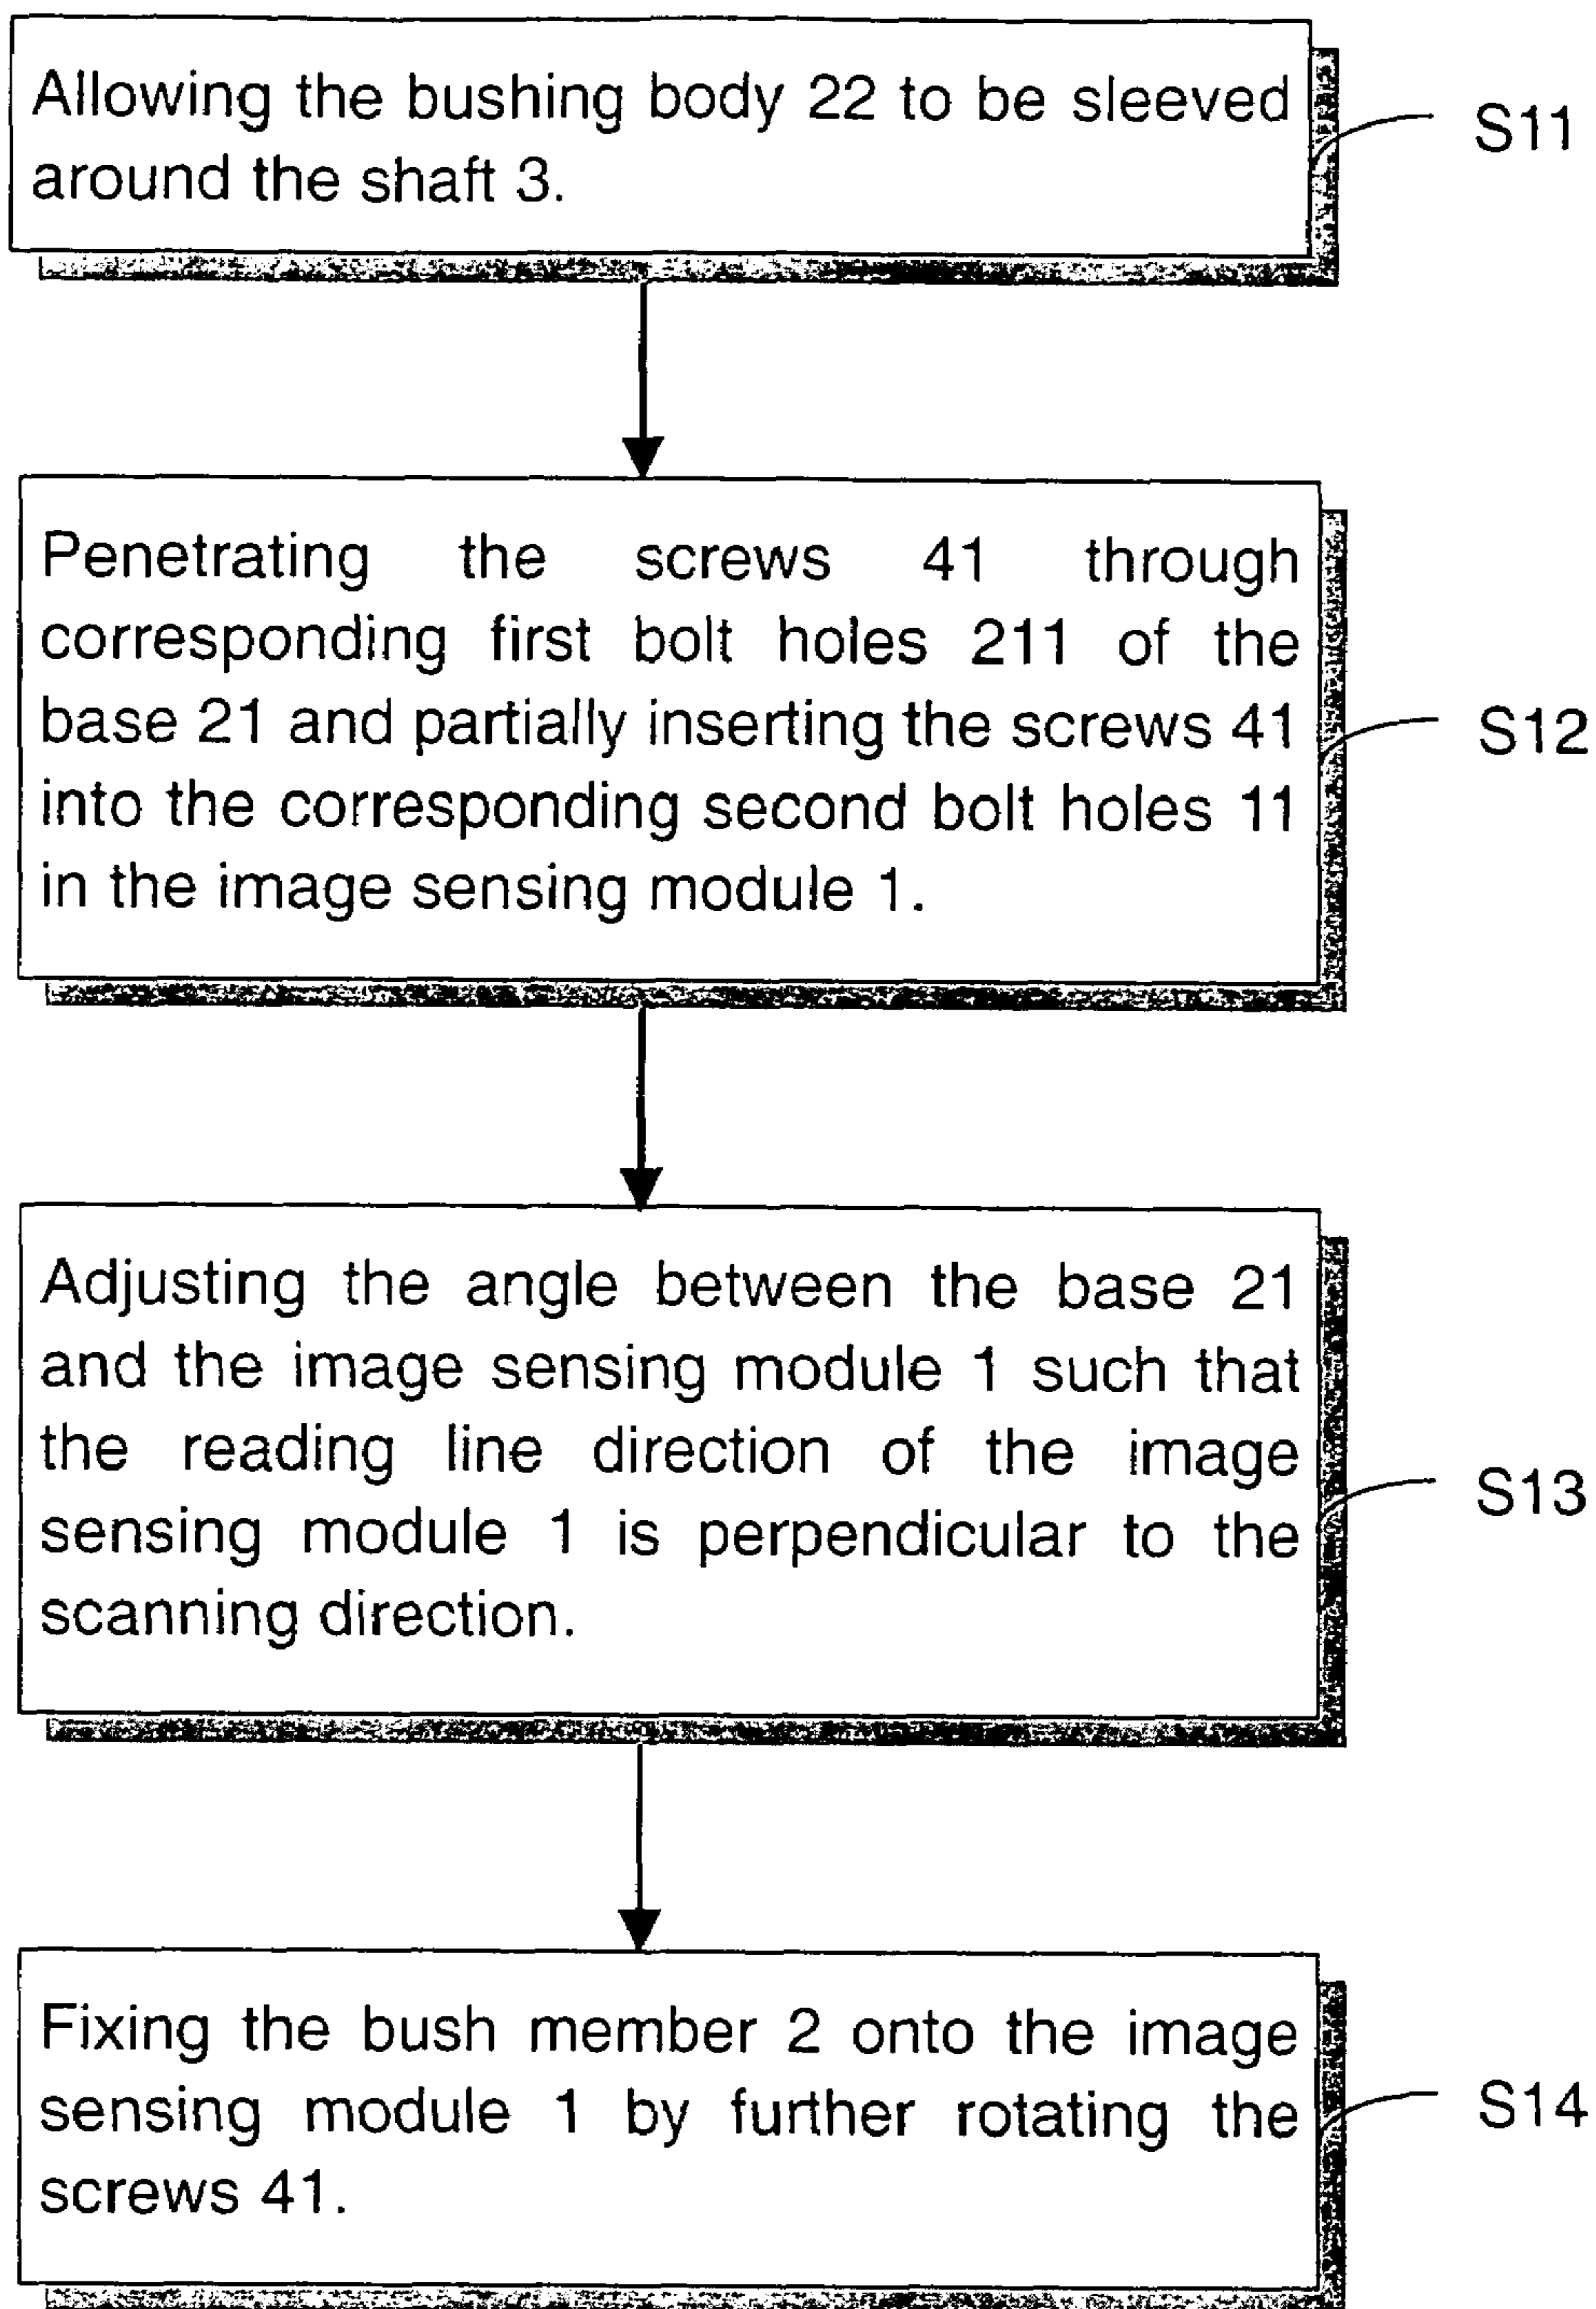 Allowing the bushing body 22 to be sleeved
around the shaft 3.
S11
Penetrating the screws 41 through
corresponding first bolt holes 211 of the
base 21 and partially inserting the screws 41
into the corresponding second bolt holes 11
in the image sensing module 1.
S12
Adjusting the angle between the base 21
and the image sensing module 1 such that
the reading line direction of the image
sensing module 1 is perpendicular to the
scanning direction.
S13
Fixing the bush member 2 onto the image
sensing module 1 by further rotating the
screws 41.
S14